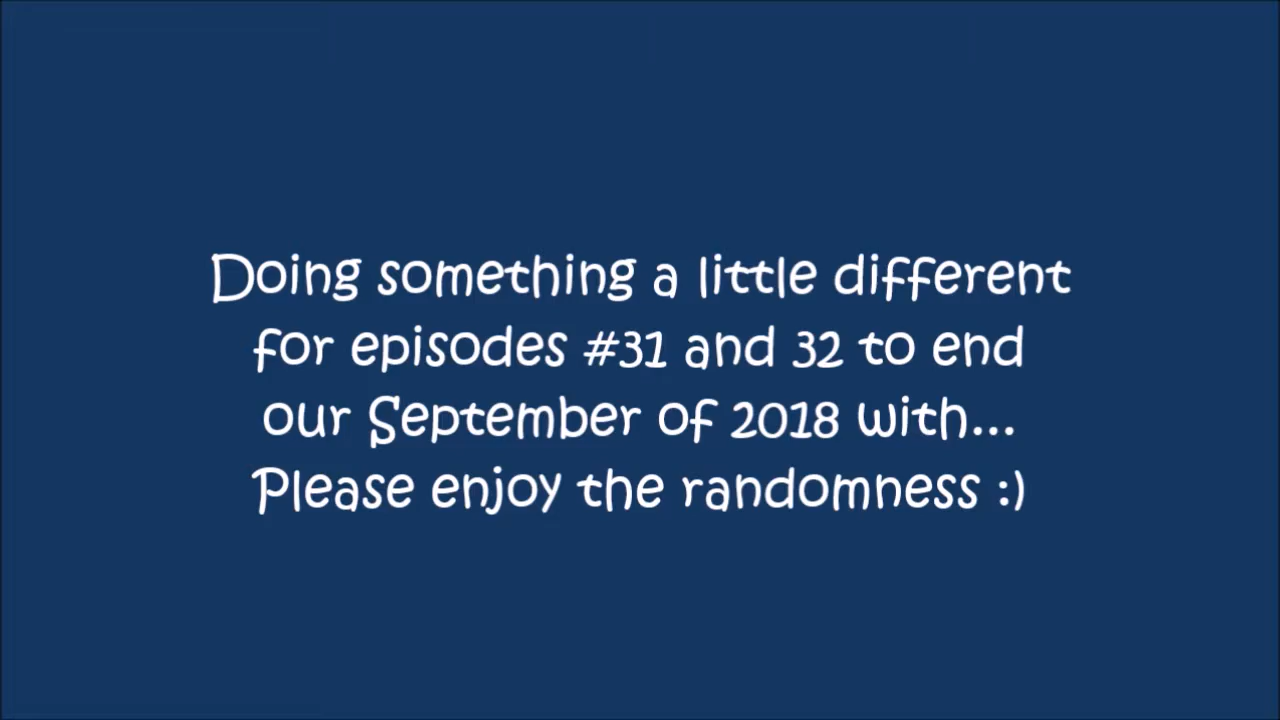 Doing something a little different
for episodes #31 and 32 to end
our September of 2018 with...
Please enjoy the randomness :)